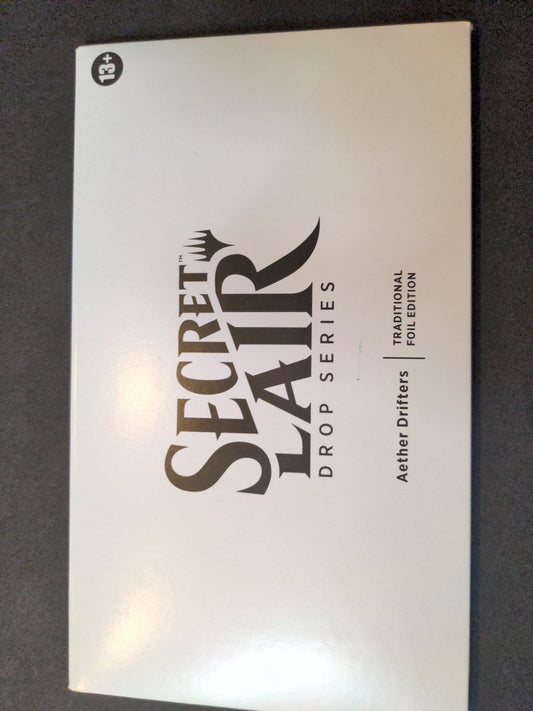 13+
SECRET™
LAIR
DROP SERIES
Aether Drifters | TRADITIONAL
FOIL EDITION